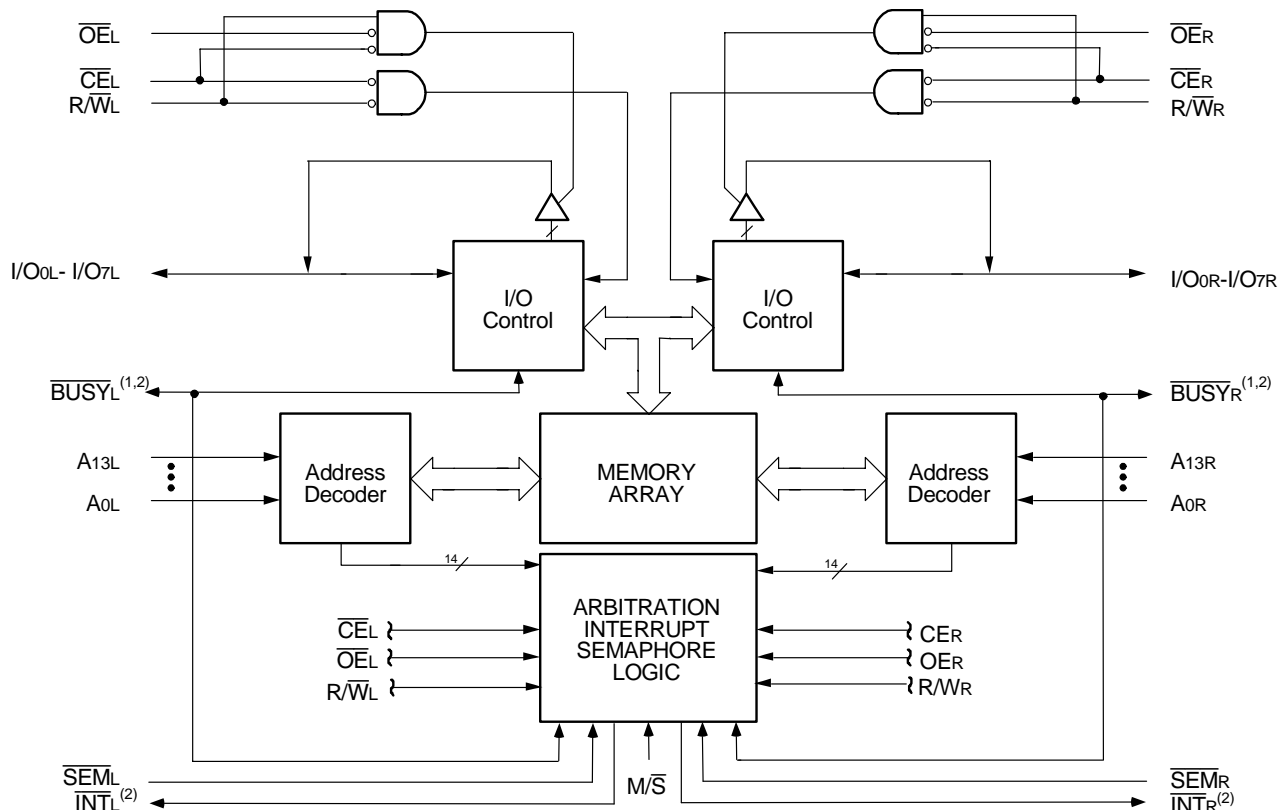 OEL
OER
CEL
CER
R/WL
R/WR
I/O0L- I/O7L
I/O
Control
I/O
Control
I/O0R-I/O7R
BUSYL(1,2)
BUSYR(1,2)
A13L
A0L
Address
Decoder
MEMORY
ARRAY
Address
Decoder
A13R
A0R
14
14
ARBITRATION
INTERRUPT
SEMAPHORE
LOGIC
CEL
OEL
R/WL
CER
OER
R/WR
SEML
M/S
SEMR
INTL(2)
INTR(2)